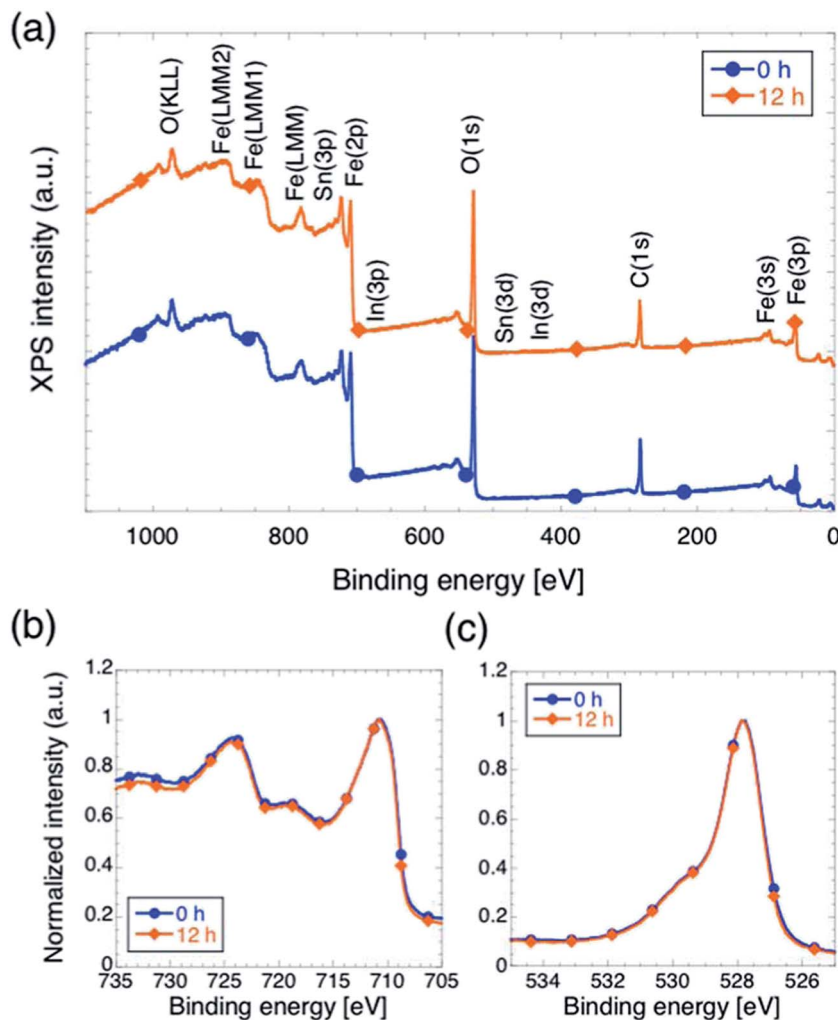 (a)
XPS intensity (a.u.)
O(KLL)
Fe(LMM2)
Fe(LMM1)
Fe(LMM)
Sn(3p)
Fe(2p)
In(3p)
O(1s)
Sn(3d)
In(3d)
C(1s)
Fe(3s)
Fe(3p)
0 h
12 h
1000 800 600 400 200 0
Binding energy [eV]
(b)
Normalized intensity (a.u.)
1.2
1
0.8
0.6
0.4
0.2
0
0 h
12 h
735 730 725 720 715 710 705
Binding energy [eV]
(c)
1.2
1
0.8
0.6
0.4
0.2
0
0 h
12 h
534 532 530 528 526
Binding energy [eV]